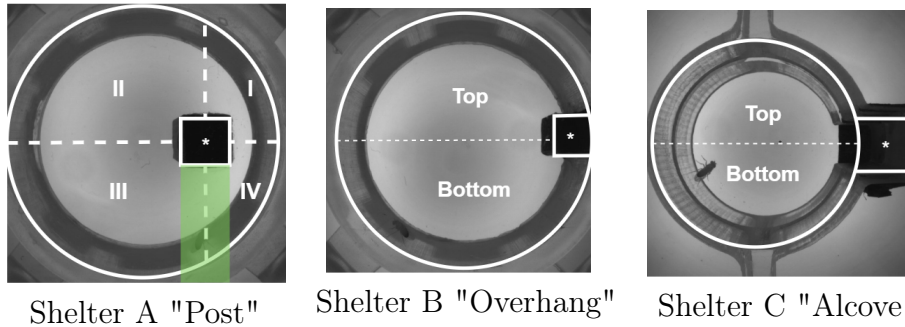 II
I
*
III
IV
Top
*
Bottom
Top
*
Bottom
Shelter A "Post"
Shelter B "Overhang"
Shelter C "Alcove